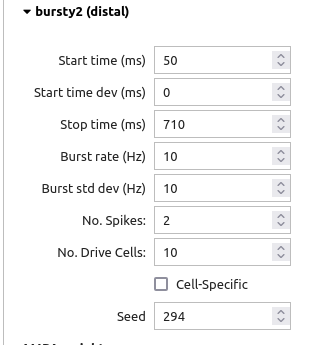 bursty2 (distal)
Start time (ms) 50
Start time dev (ms) 0
Stop time (ms) 710
Burst rate (Hz) 10
Burst std dev (Hz) 10
No. Spikes: 2
No. Drive Cells: 10
Cell-Specific
Seed 294